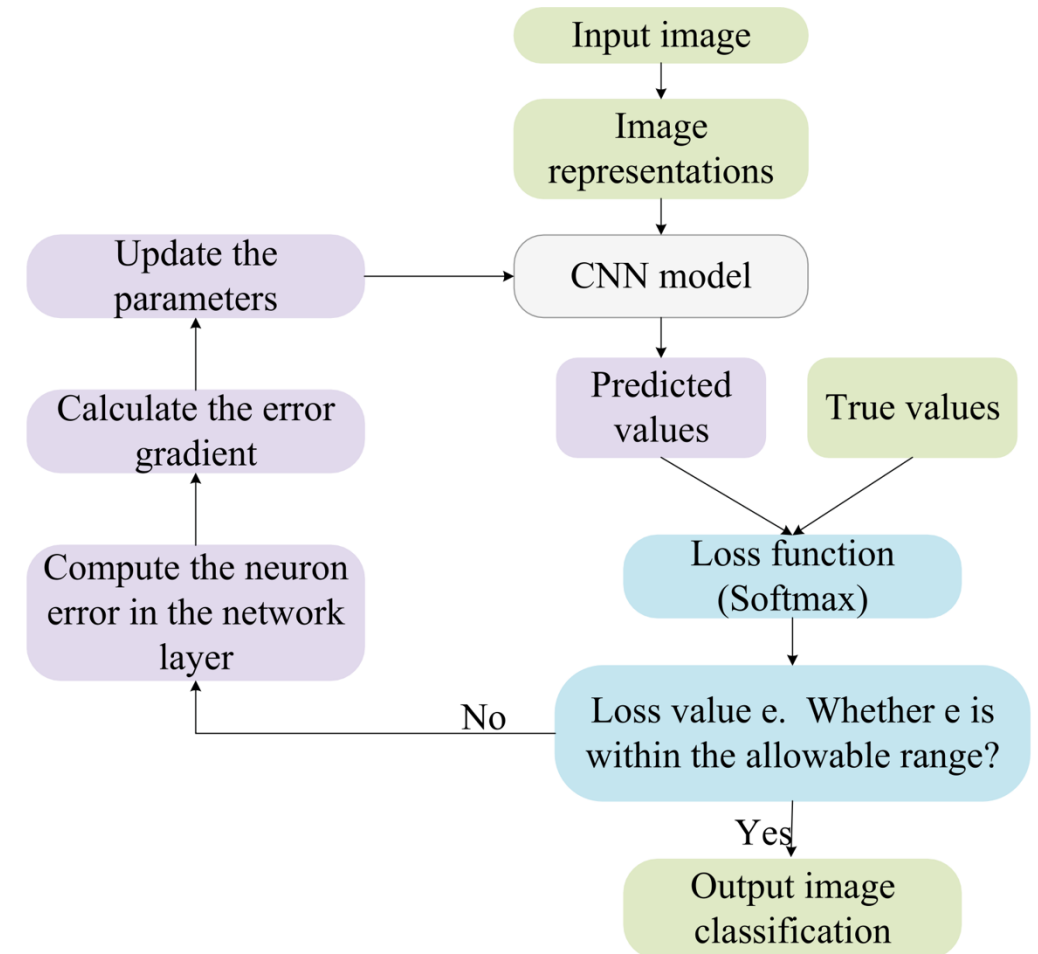 Input image
Image
representations
Update the
parameters
CNN model
Predicted
values
True values
Calculate the error
gradient
Loss function
(Softmax)
Compute the neuron
error in the network
layer
Loss value e.  Whether e is
within the allowable range?
No
Yes
Output image
classification